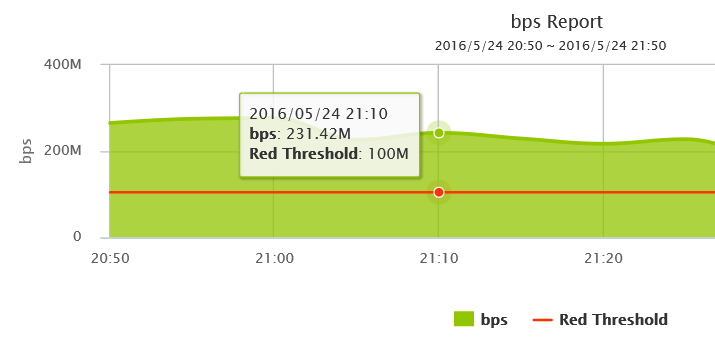 bps Report
2016/5/24 20:50 ~ 2016/5/24 21:50
400M
200M
0
bps
2016/05/24 21:10
bps: 231.42M
Red Threshold: 100M
20:50 21:00 21:10 21:20
bps Red Threshold